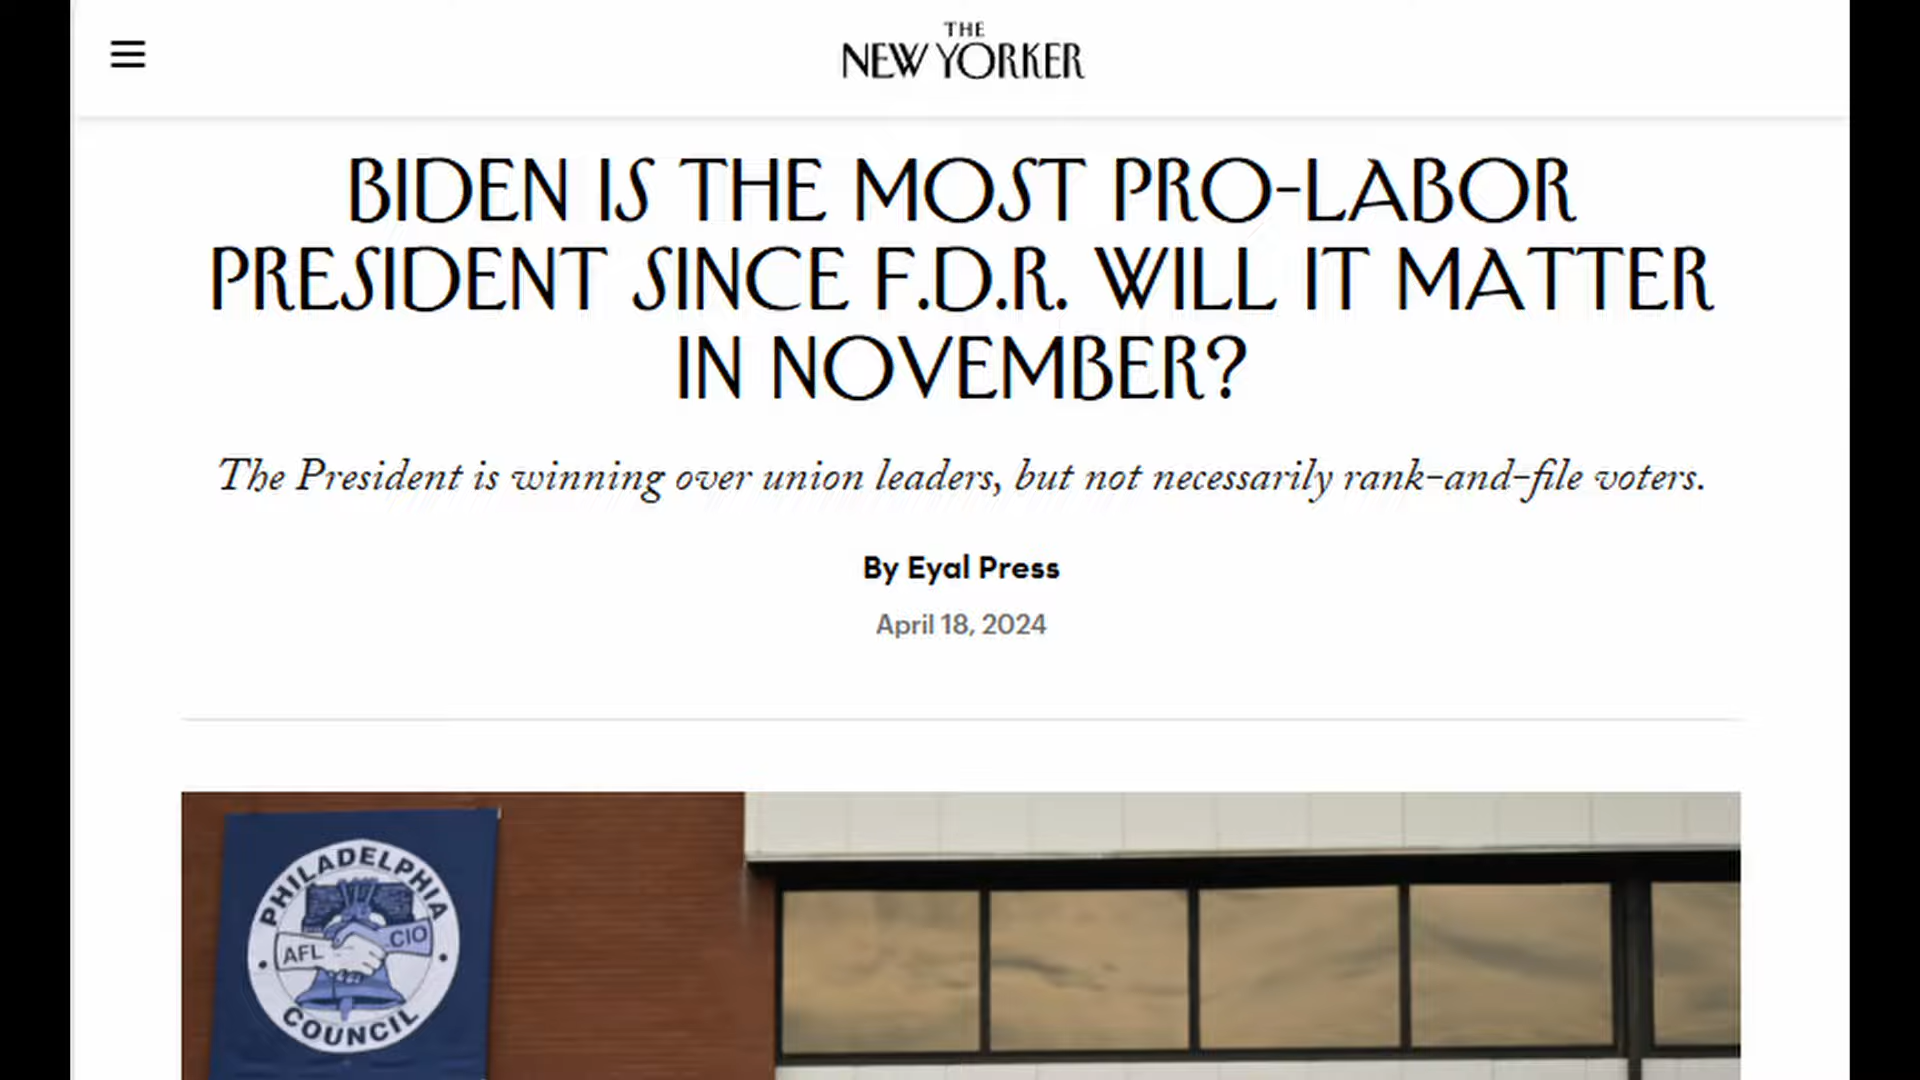 THE
NEW YORKER
BIDEN IS THE MOST PRO-LABOR
PRESIDENT SINCE F.D.R. WILL IT MATTER
IN NOVEMBER?
The President is winning over union leaders, but not necessarily rank-and-file voters.
By Eyal Press
April 18, 2024
PHILADELPHIA
AFL CIO
COUNCIL